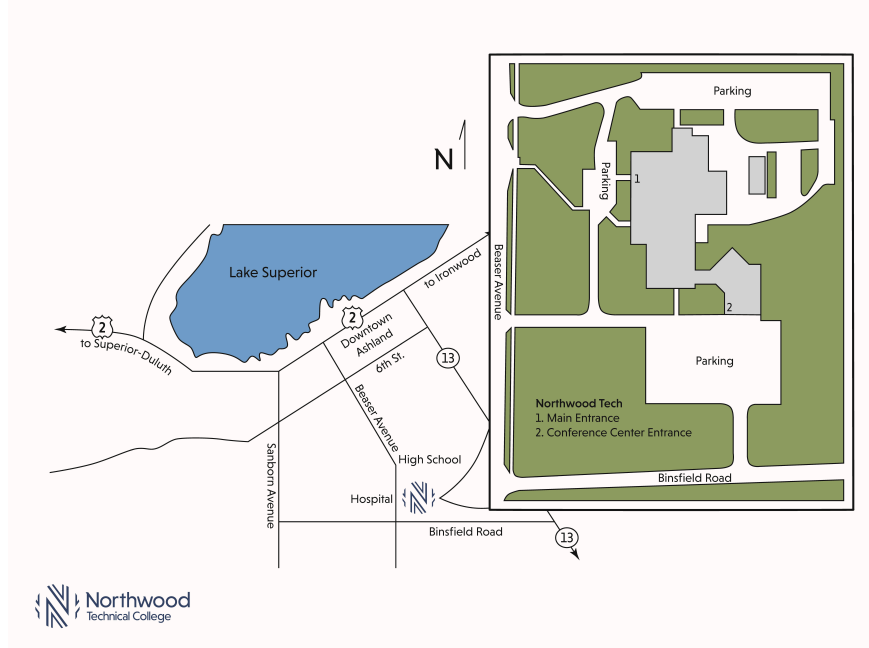 Parking
N
1
Parking
Lake Superior
Beaser Avenue
to Ironwood
2
2
to Superior-Duluth
Downtown
Ashland
6th St.
13
2
Parking
Beaser Avenue
Northwood Tech
1. Main Entrance
2. Conference Center Entrance
Sanborn Avenue
High School
Hospital
Binsfield Road
Binsfield Road
13
Northwood
Technical College